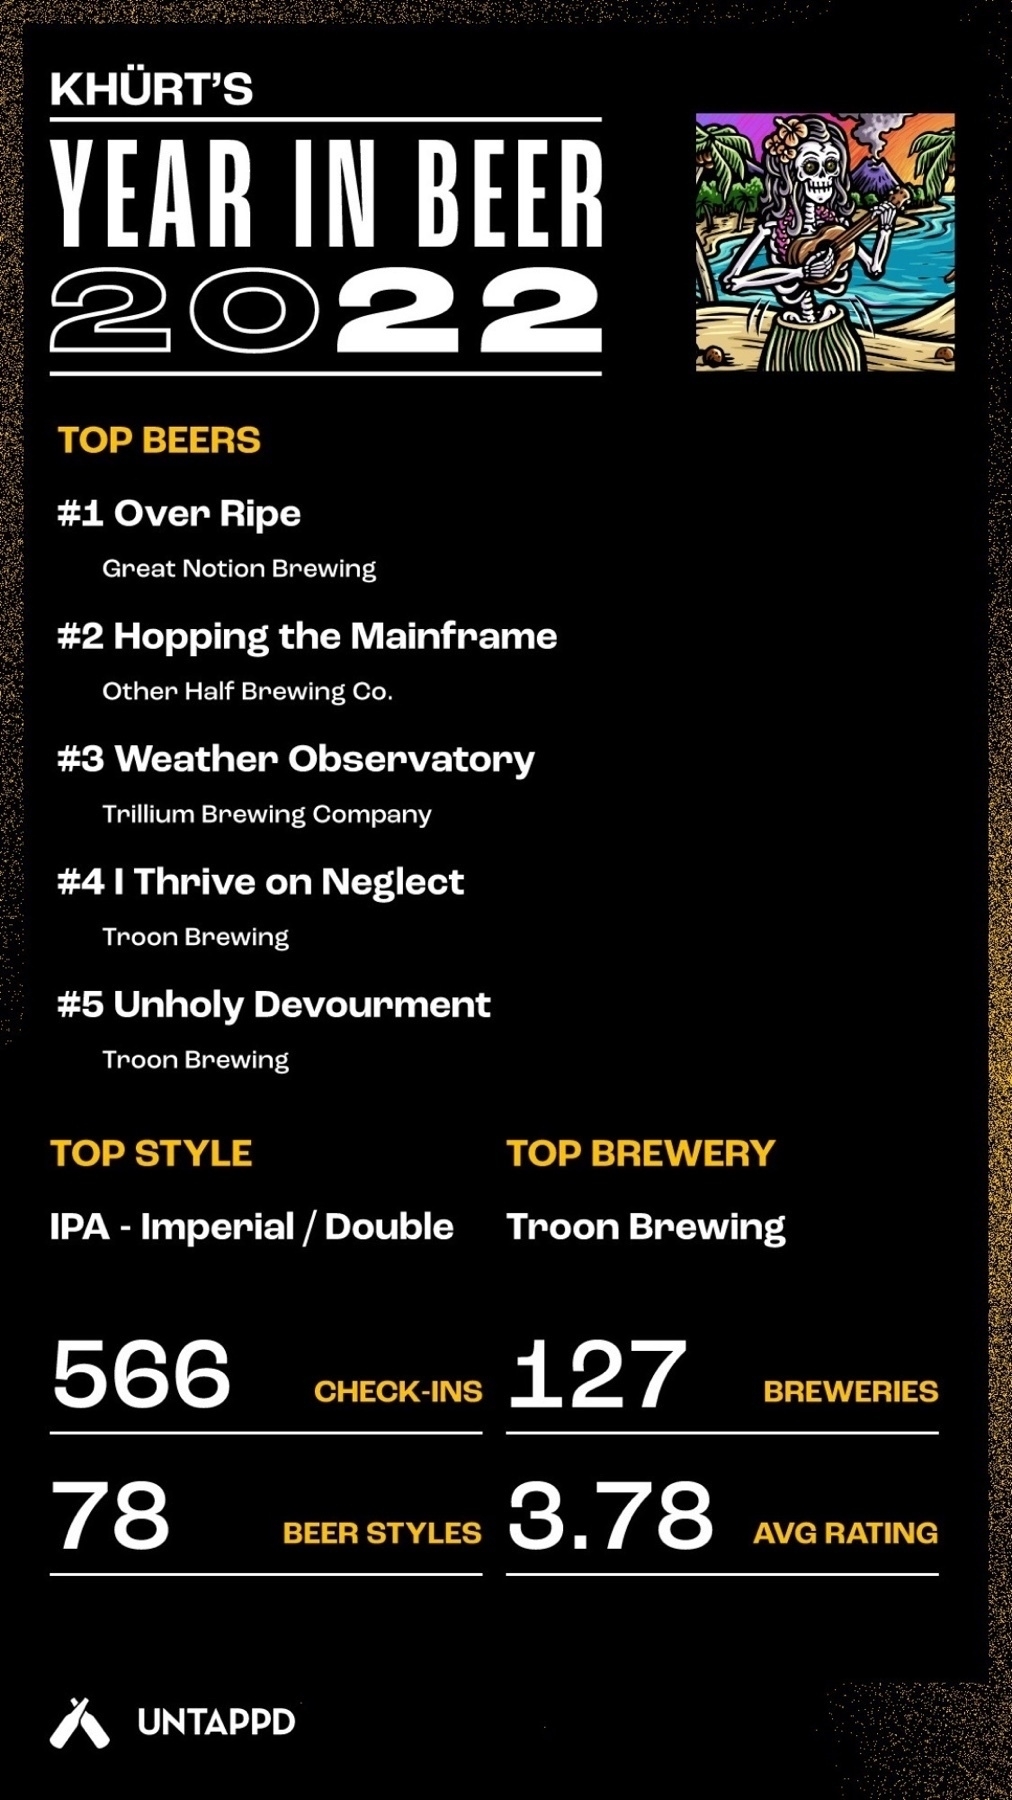 KHÜRT’S
YEAR IN BEER
2022
TOP BEERS
#1 Over Ripe
Great Notion Brewing
#2 Hopping the Mainframe
Other Half Brewing Co.
#3 Weather Observatory
Trillium Brewing Company
#4 I Thrive on Neglect
Troon Brewing
#5 Unholy Devourment
Troon Brewing
TOP STYLE
IPA - Imperial / Double
TOP BREWERY
Troon Brewing
566 CHECK-INS
127 BREWERIES
78 BEER STYLES
3.78 AVG RATING
UNTAPPD